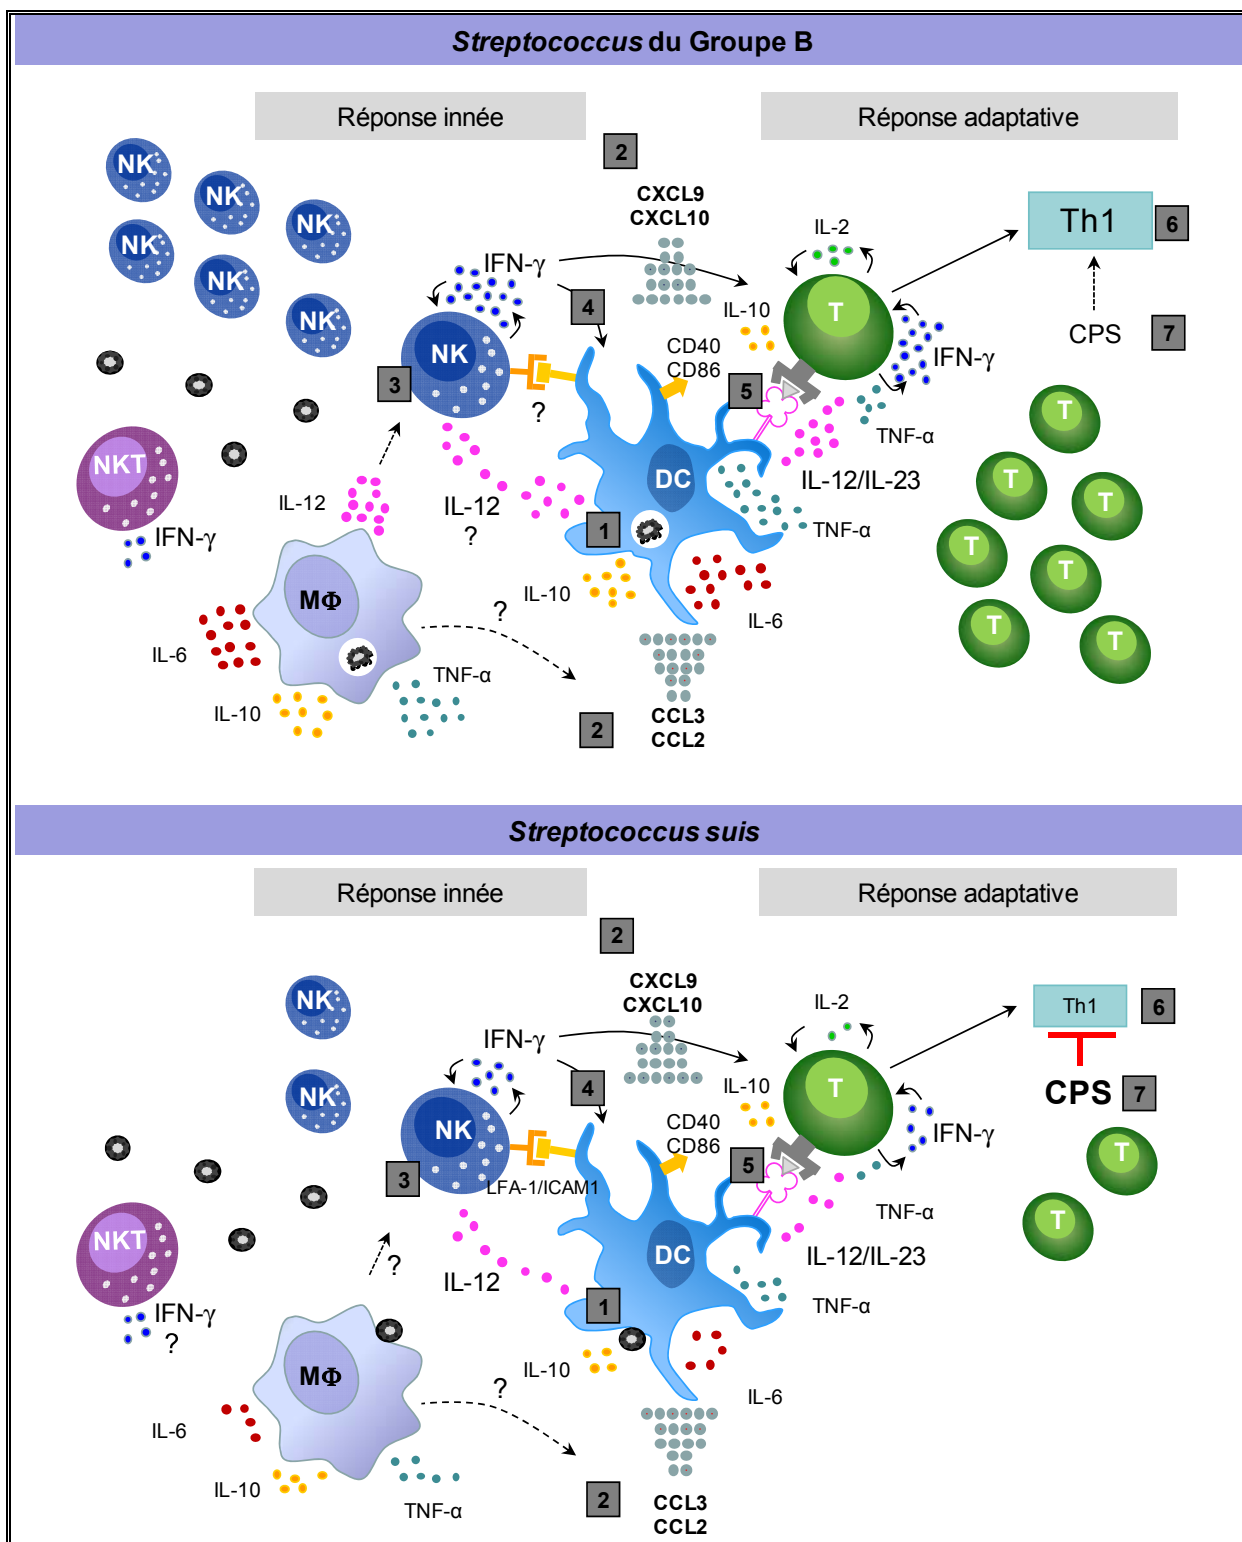 Streptococcus du Groupe B
Réponse innée
Réponse adaptative
2
CXCL9
CXCL10
NK
NK
NK
NK
NK
NK
IFN-γ
4
IL-2
T
Th1
6
IL-10
CPS
7
NK
3
?
CD40
CD86
5
IFN-γ
TNF-α
T
NKT
IFN-γ
IL-12
IL-12
?
DC
IL-12/IL-23
TNF-α
T
T
1
MΦ
IL-10
IL-6
?
T
T
T
IL-6
IL-10
TNF-α
2
CCL3
CCL2
Streptococcus suis
Réponse innée
Réponse adaptative
2
CXCL9
CXCL10
NK
NK
IFN-γ
4
IL-2
T
Th1
6
IL-10
CPS
7
NK
3
LFA-1/ICAM1
CD40
CD86
5
IFN-γ
TNF-α
T
T
NKT
IFN-γ
?
?
IL-12
DC
IL-12/IL-23
TNF-α
1
MΦ
IL-10
IL-6
?
IL-6
IL-10
TNF-α
2
CCL3
CCL2